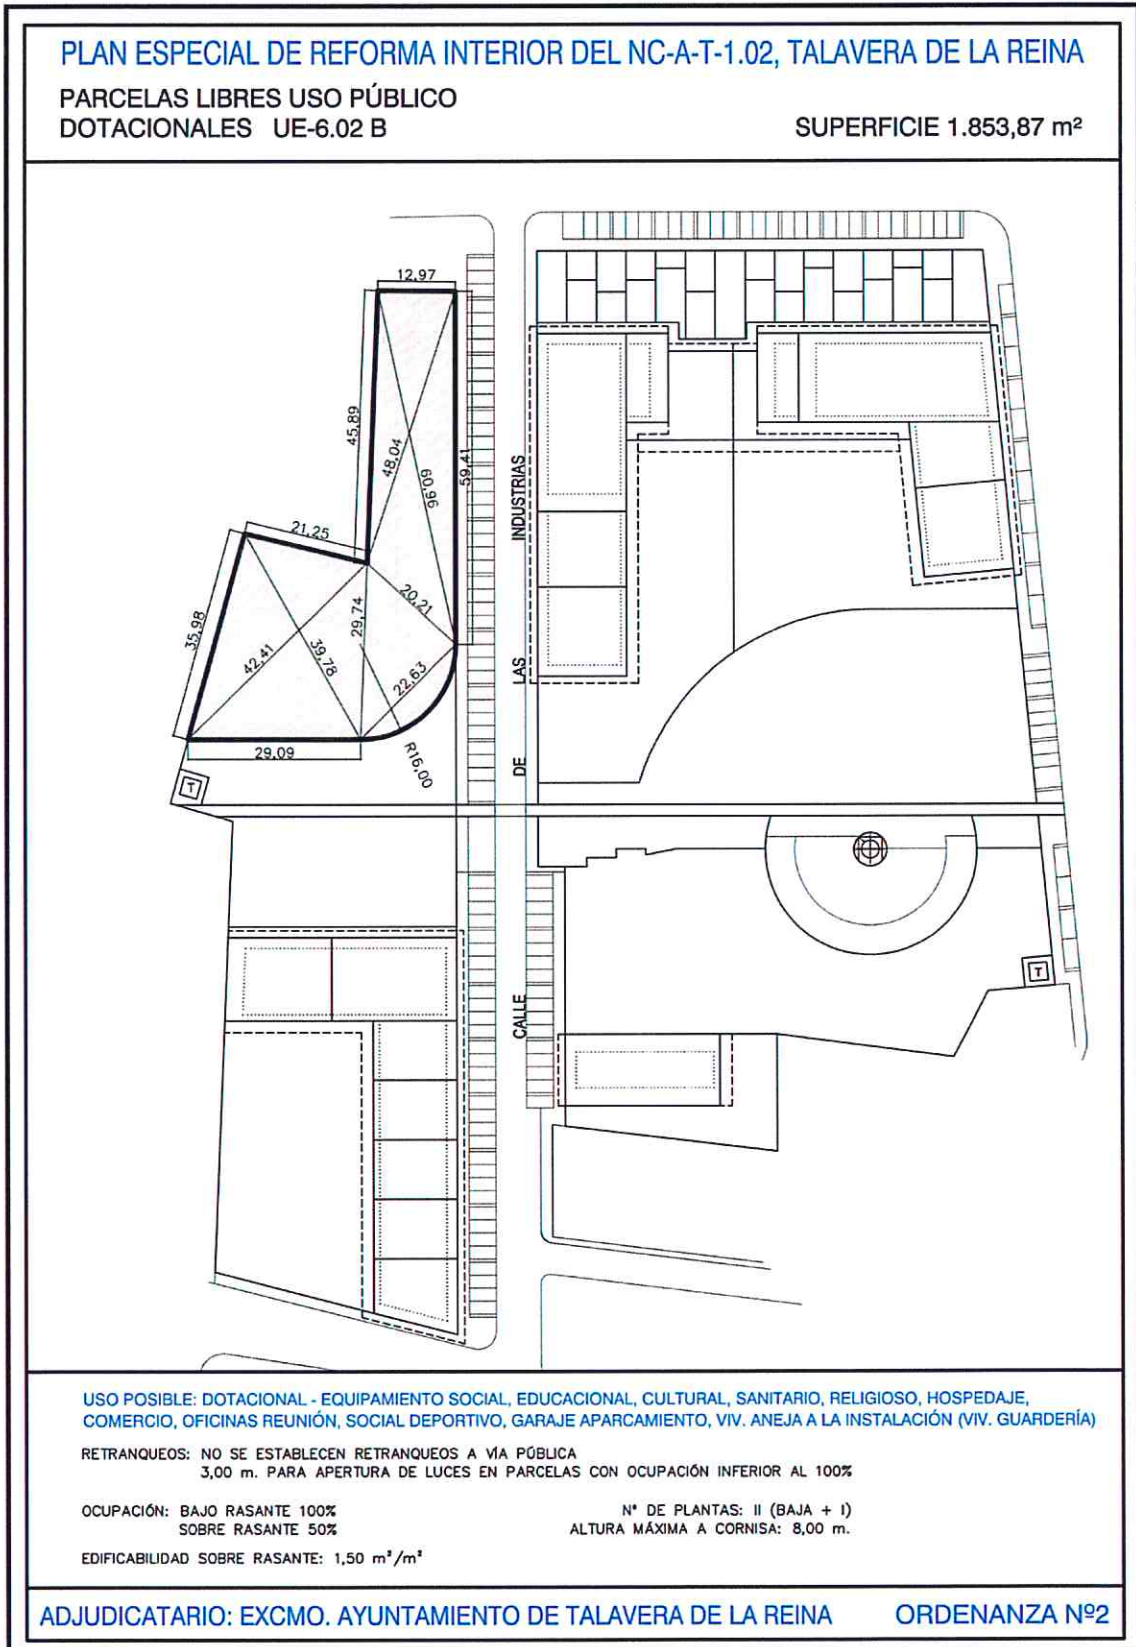 PLAN ESPECIAL DE REFORMA INTERIOR DEL NC-A-T-1.02, TALAVERA DE LA REINA
PARCELAS LIBRES USO PÚBLICO
DOTACIONALES UE-6.02 B
SUPERFICIE 1.853,87 m²
12,97
45,89
48,04
60,96
59,41
21,25
35,98
42,41
39,78
29,74
20,21
22,63
29,09
R16,00
T
CALLE DE LAS INDUSTRIAS
T
USO POSIBLE: DOTACIONAL - EQUIPAMIENTO SOCIAL, EDUCACIONAL, CULTURAL, SANITARIO, RELIGIOSO, HOSPEDAJE,
COMERCIO, OFICINAS REUNIÓN, SOCIAL DEPORTIVO, GARAJE APARCAMIENTO, VIV. ANEJA A LA INSTALACIÓN (VIV. GUARDERÍA)
RETRANQUEOS: NO SE ESTABLECEN RETRANQUEOS A VÍA PÚBLICA
3,00 m. PARA APERTURA DE LUCES EN PARCELAS CON OCUPACIÓN INFERIOR AL 100%
OCUPACIÓN: BAJO RASANTE 100%
SOBRE RASANTE 50%
Nº DE PLANTAS: II (BAJA + I)
ALTURA MÁXIMA A CORNISA: 8,00 m.
EDIFICABILIDAD SOBRE RASANTE: 1,50 m²/m²
ADJUDICATARIO: EXCMO. AYUNTAMIENTO DE TALAVERA DE LA REINA
ORDENANZA Nº2